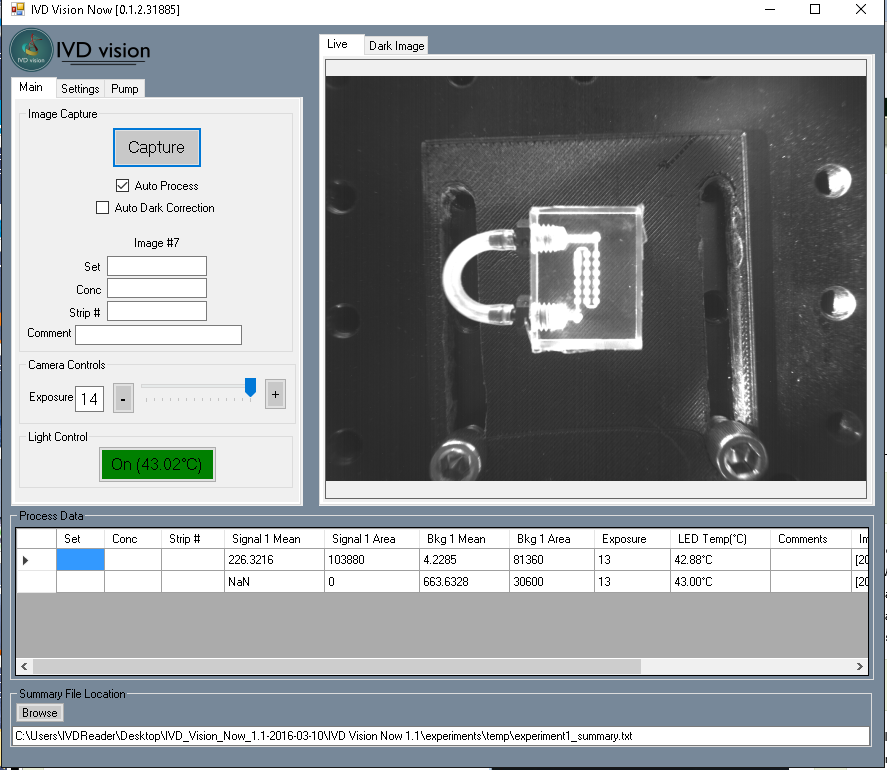 IVD Vision Now [0.1.2.31885]
IVD vision
IVD vision
Main Settings Pump
Live Dark Image
Image Capture
Capture
Auto Process
Auto Dark Correction
Image #7
Set
Conc
Strip #
Comment
Camera Controls
Exposure 14 - +
Light Control
On (43.02°C)
Process Data
Set Conc Strip # Signal 1 Mean Signal 1 Area Bkg 1 Mean Bkg 1 Area Exposure LED Temp(°C) Comments Im
226.3216 103880 4.2285 81360 13 42.88°C [20
NaN 0 663.6328 30600 13 43.00°C [20
Summary File Location
Browse
C:\Users\IVDReader\Desktop\IVD_Vision_Now_1.1-2016-03-10\IVD Vision Now 1.1\experiments\temp\experiment1_summary.txt